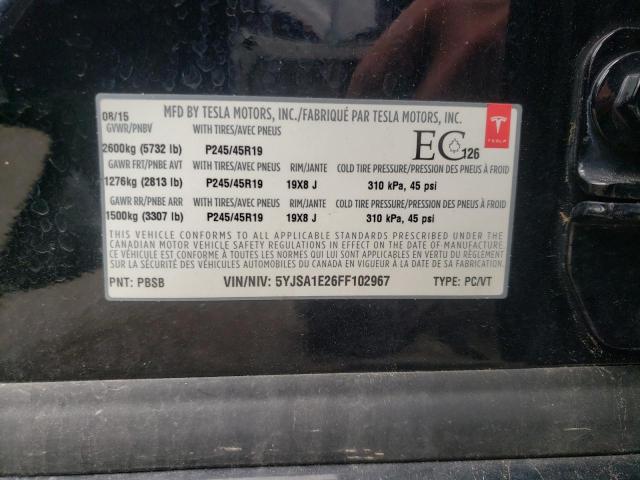 MFD BY TESLA MOTORS, INC./FABRIQUÉ PAR TESLA MOTORS, INC.
08/15
GVWR/PNBV WITH TIRES/AVEC PNEUS
2600kg (5732 lb) P245/45R19
EC 126
TESLA
GAWR FRT/PNBE AVT WITH TIRES/AVEC PNEUS RIM/JANTE COLD TIRE PRESSURE/PRESSION DES PNEUS À FROID
1276kg (2813 lb) P245/45R19 19X8 J 310 kPa, 45 psi
GAWR RR/PNBE ARR WITH TIRES/AVEC PNEUS RIM/JANTE COLD TIRE PRESSURE/PRESSION DES PNEUS À FROID
1500kg (3307 lb) P245/45R19 19X8 J 310 kPa, 45 psi
THIS VEHICLE CONFORMS TO ALL APPLICABLE STANDARDS PRESCRIBED UNDER THE
CANADIAN MOTOR VEHICLE SAFETY REGULATIONS IN EFFECT ON THE DATE OF MANUFACTURE.
CE VÉHICULE EST CONFORME À TOUTES LES NORMES QUI LUI SONT APPLICABLES EN VERTU DU RÈGLEMENT
SUR LA SÉCURITÉ DES VÉHICULES AUTOMOBILES DU CANADA EN VIGUEUR À LA DATE DE SA FABRICATION.
PNT: PBSB VIN/NIV: 5YJSA1E26FF102967 TYPE: PC/VT